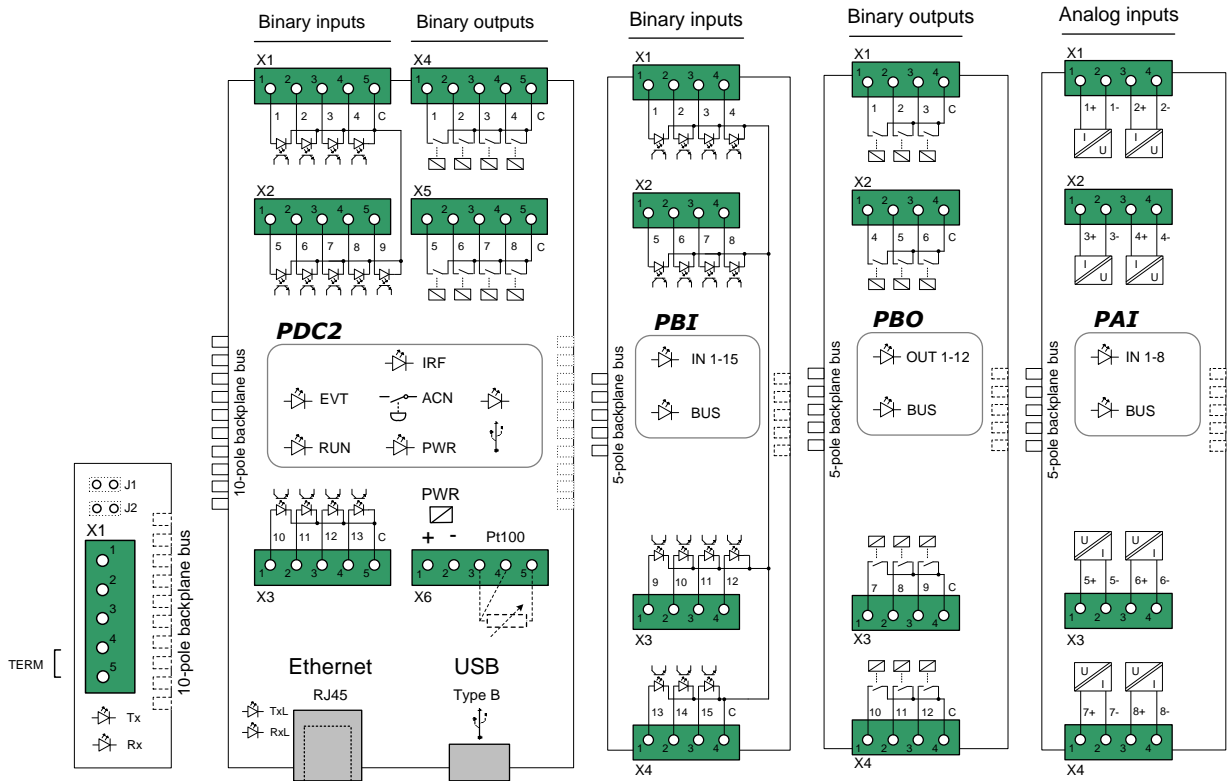 Binary inputs
Binary outputs
Binary inputs
Binary outputs
Analog inputs
X1
1 2 3 4 5
1 2 3 4 C
X4
1 2 3 4 5
1 2 3 4 C
X2
1 2 3 4 5
5 6 7 8 9
X5
1 2 3 4 5
5 6 7 8 C
PDC2
IRF
EVT
ACN
RUN
PWR
10-pole backplane bus
10 11 12 13 C
1 2 3 4 5
X3
PWR
+ -
Pt100
1 2 3 4 5
X6
Ethernet
RJ45
TxL
RxL
USB
Type B
J1
J2
X1
1
2
3
4
5
TERM
Tx
Rx
10-pole backplane bus
X1
1 2 3 4
1 2 3 4
X2
1 2 3 4
5 6 7 8
PBI
IN 1-15
BUS
5-pole backplane bus
9 10 11 12
1 2 3 4
X3
13 14 15 C
1 2 3 4
X4
X1
1 2 3 4
1 2 3 C
X2
1 2 3 4
4 5 6 C
PBO
OUT 1-12
BUS
5-pole backplane bus
7 8 9 C
1 2 3 4
X3
10 11 12 C
1 2 3 4
X4
X1
1 2 3 4
1+ 1- 2+ 2-
I U I U
X2
1 2 3 4
3+ 3- 4+ 4-
I U I U
PAI
IN 1-8
BUS
5-pole backplane bus
U I U I
5+ 5- 6+ 6-
1 2 3 4
X3
U I U I
7+ 7- 8+ 8-
1 2 3 4
X4